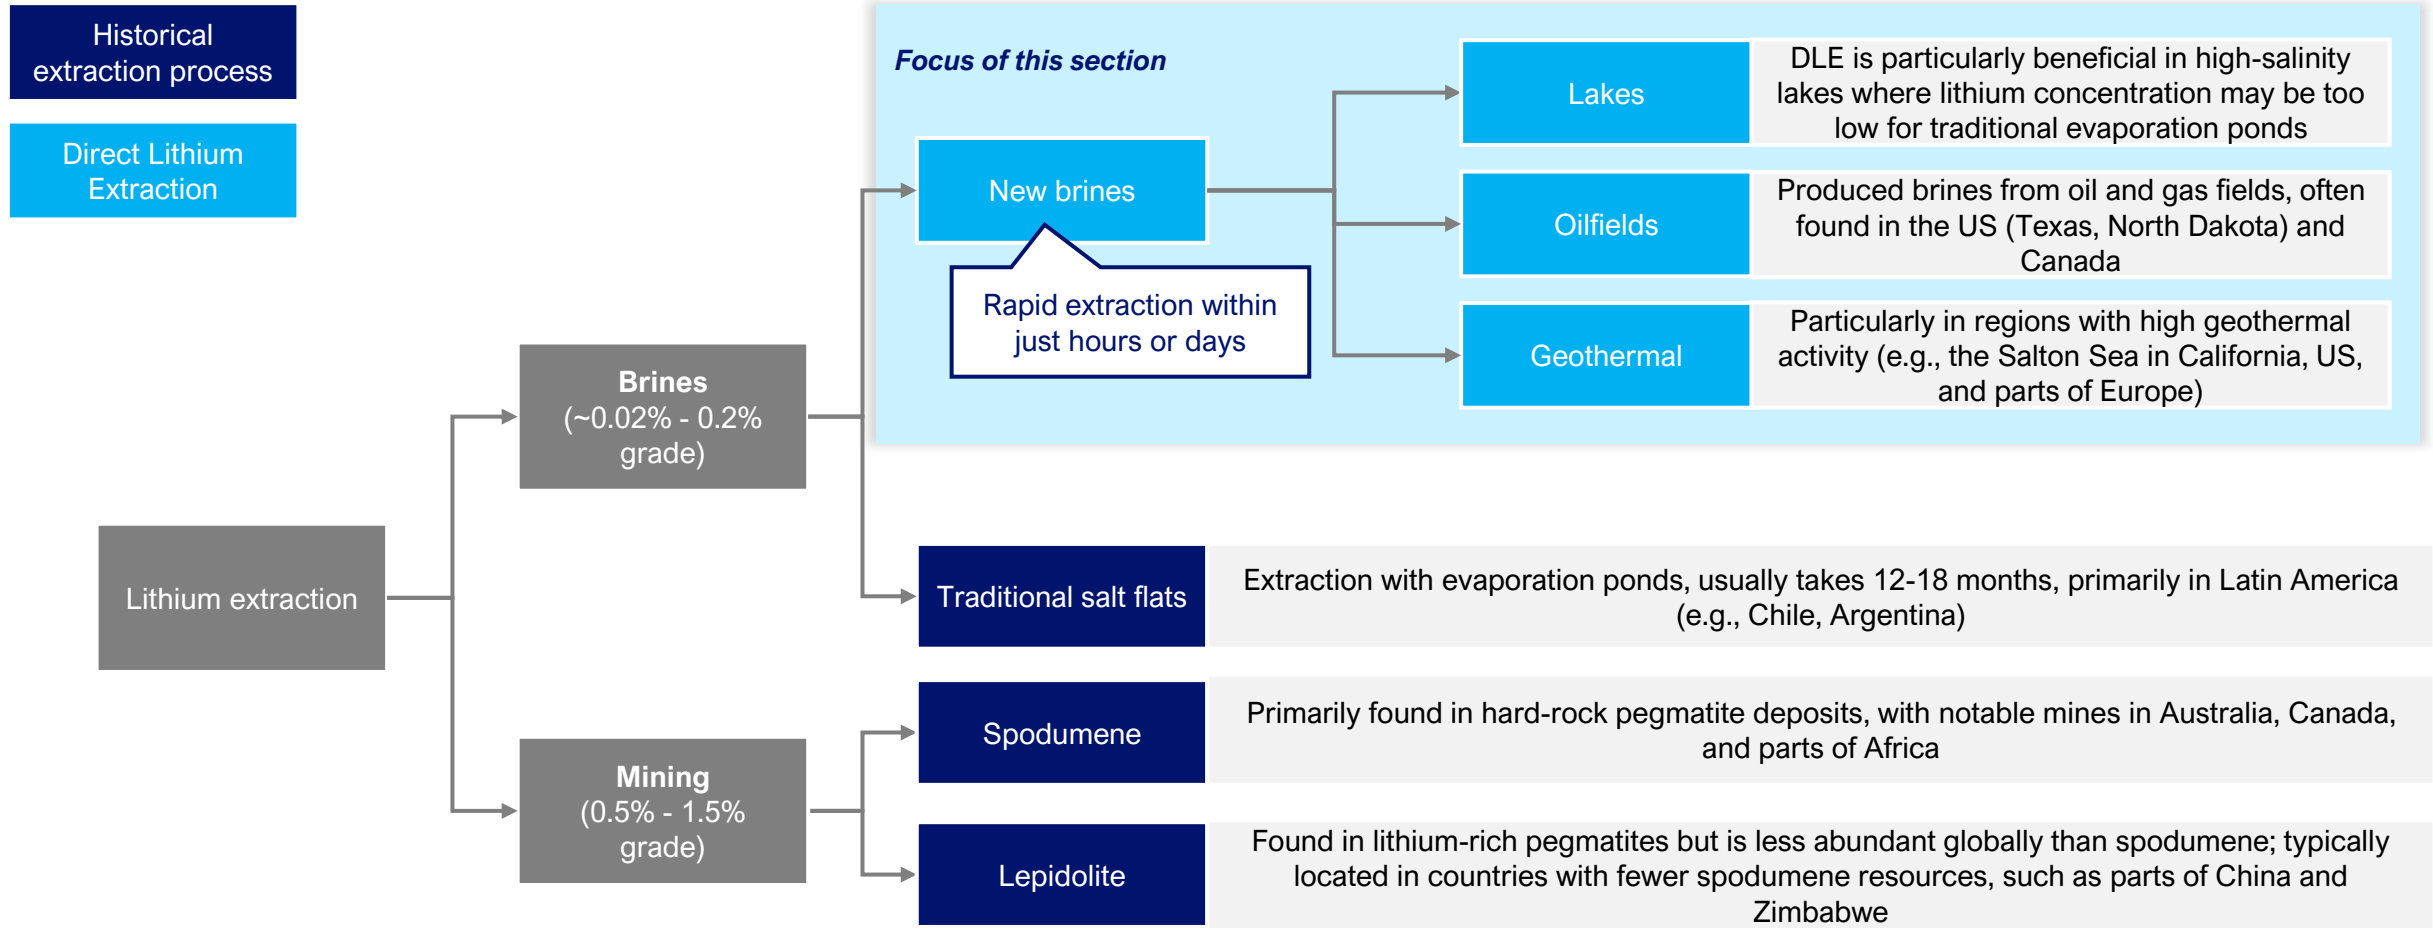 Historical
extraction process
Direct Lithium
Extraction
Focus of this section
Lakes
DLE is particularly beneficial in high-salinity
lakes where lithium concentration may be too
low for traditional evaporation ponds
New brines
Rapid extraction within
just hours or days
Oilfields
Produced brines from oil and gas fields, often
found in the US (Texas, North Dakota) and
Canada
Geothermal
Particularly in regions with high geothermal
activity (e.g., the Salton Sea in California, US,
and parts of Europe)
Brines
(~0.02% - 0.2%
grade)
Lithium extraction
Traditional salt flats
Extraction with evaporation ponds, usually takes 12-18 months, primarily in Latin America
(e.g., Chile, Argentina)
Mining
(0.5% - 1.5%
grade)
Spodumene
Primarily found in hard-rock pegmatite deposits, with notable mines in Australia, Canada,
and parts of Africa
Lepidolite
Found in lithium-rich pegmatites but is less abundant globally than spodumene; typically
located in countries with fewer spodumene resources, such as parts of China and
Zimbabwe